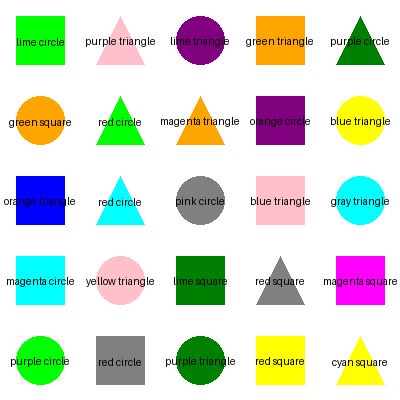 lime circle purple triangle lime triangle green triangle purple circle
green square red circle magenta triangle orange circle blue triangle
orange triangle red circle pink circle blue triangle gray triangle
magenta circle yellow triangle lime square red square magenta square
purple circle red circle purple triangle red square cyan square